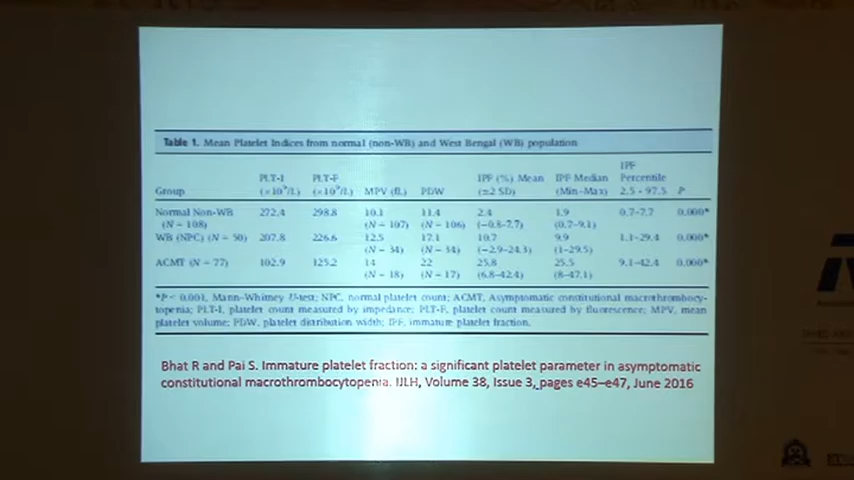 Table 1. Mean Platelet Indices from normal (non-WB) and West Bengal (WB) population
Group PLT-I (×10⁹/L) PLT-F (×10⁹/L) MPV (fL) PDW IPF (%) Mean (±2 SD) IPF Median (Min–Max) IPF Percentile 2.5 - 97.5 P
Normal Non-WB (N = 108) 272.4 298.8 10.1 (N = 107) 11.4 (N = 106) 2.4 (−0.8–7.7) 1.9 (0.7–9.1) 0.7–7.7 0.000*
WB (NPC) (N = 50) 207.8 226.6 12.5 (N = 34) 17.1 (N = 34) 10.7 (−2.9–24.3) 9.9 (1–29.5) 1.1–29.4 0.000*
ACMT (N = 77) 102.9 125.2 14 (N = 18) 22 (N = 17) 25.8 (6.8–42.4) 25.5 (8–47.1) 9.1–42.4 0.000*
*P < 0.001, Mann–Whitney U-test; NPC, normal platelet count; ACMT, Asymptomatic constitutional macrothrombocy-
topenia; PLT-I, platelet count measured by impedance; PLT-F, platelet count measured by fluorescence; MPV, mean
platelet volume; PDW, platelet distribution width; IPF, immature platelet fraction.
Bhat R and Pai S. Immature platelet fraction: a significant platelet parameter in asymptomatic
constitutional macrothrombocytopenia. IJLH, Volume 38, Issue 3, pages e45–e47, June 2016